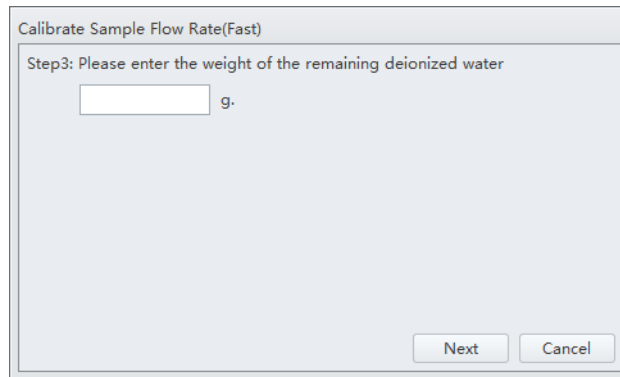 Calibrate Sample Flow Rate(Fast)
Step3: Please enter the weight of the remaining deionized water
g.
Next Cancel